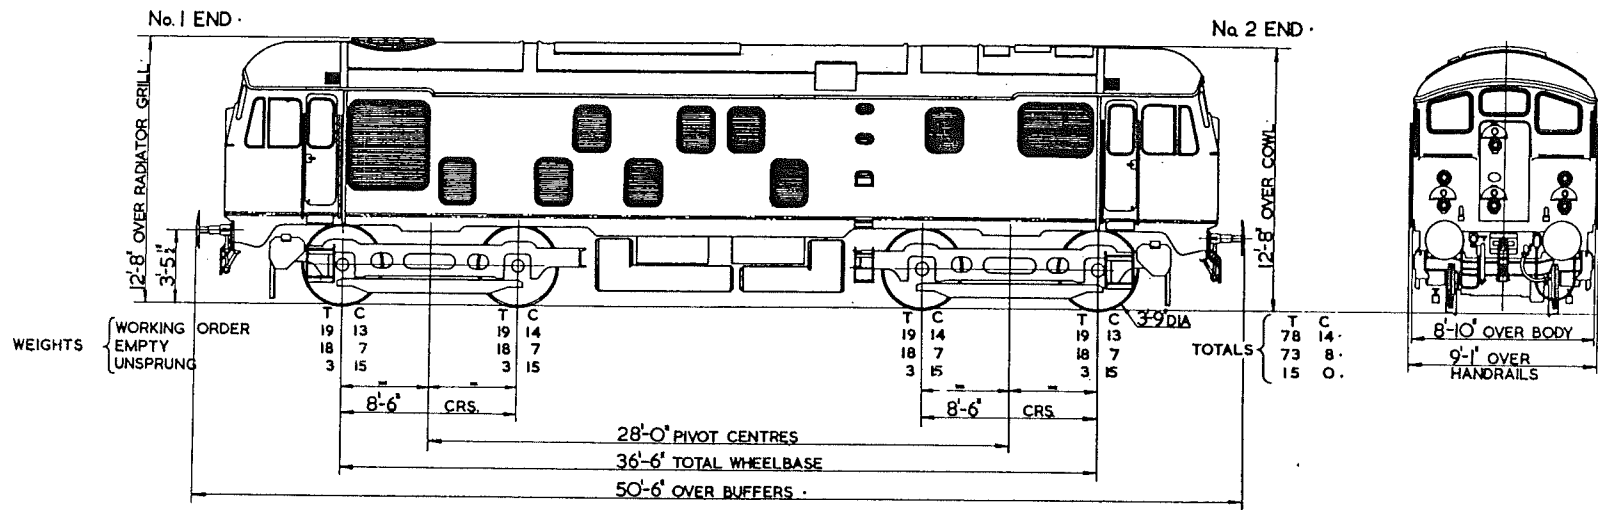 No. 1 END.
No. 2 END.
12'-8" OVER RADIATOR GRILL.
3'-5½"
12'-8" OVER COWL.
3'-9" DIA
WEIGHTS { WORKING ORDER
EMPTY
UNSPRUNG
T C
19 13
18 7
3 15
T C
19 14
18 7
3 15
T C
19 14
18 7
3 15
T C
19 13
18 7
3 15
TOTALS {
T C
78 14.
73 8.
15 0.
8'-10" OVER BODY
9'-1" OVER
HANDRAILS
8'-6" CRS.
8'-6" CRS.
28'-0" PIVOT CENTRES
36'-6" TOTAL WHEELBASE
50'-6" OVER BUFFERS.